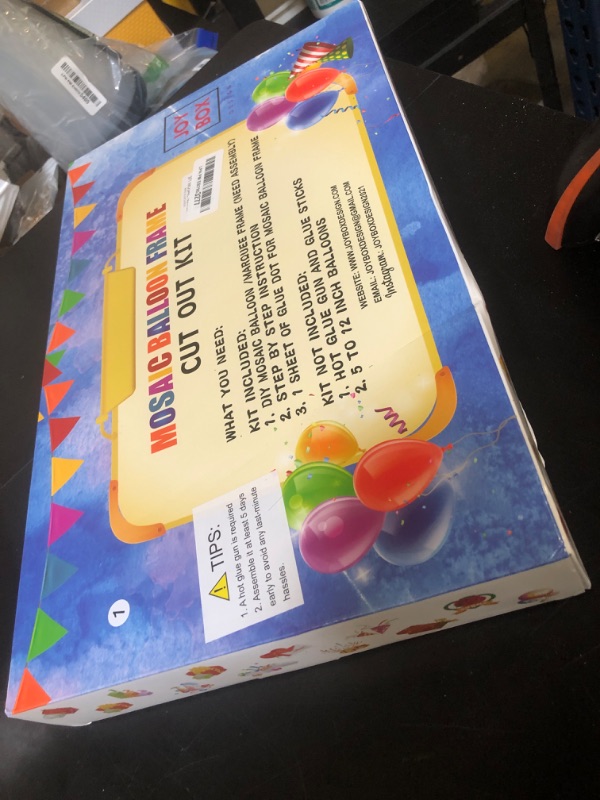 JOY
BOX
MOSAIC BALLOON FRAME
CUT OUT KIT
WHAT YOU NEED:
KIT INCLUDED:
1. DIY MOSAIC BALLOON /MARQUEE FRAME (NEED ASSEMBLY)
2. STEP BY STEP INSTRUCTION
3. 1 SHEET OF GLUE DOT FOR MOSAIC BALLOON FRAME
KIT NOT INCLUDED:
1. HOT GLUE GUN AND GLUE STICKS
2. 5 TO 12 INCH BALLOONS
WEBSITE: WWW.JOYBOXDESIGN.COM
EMAIL: JOYBOXDESIGN@GMAIL.COM
Instagram: JOYBOXDESIGN2021
TIPS:
1. A hot glue gun is required
2. Assemble it at least 5 days
early to avoid any last-minute
hassles.
1